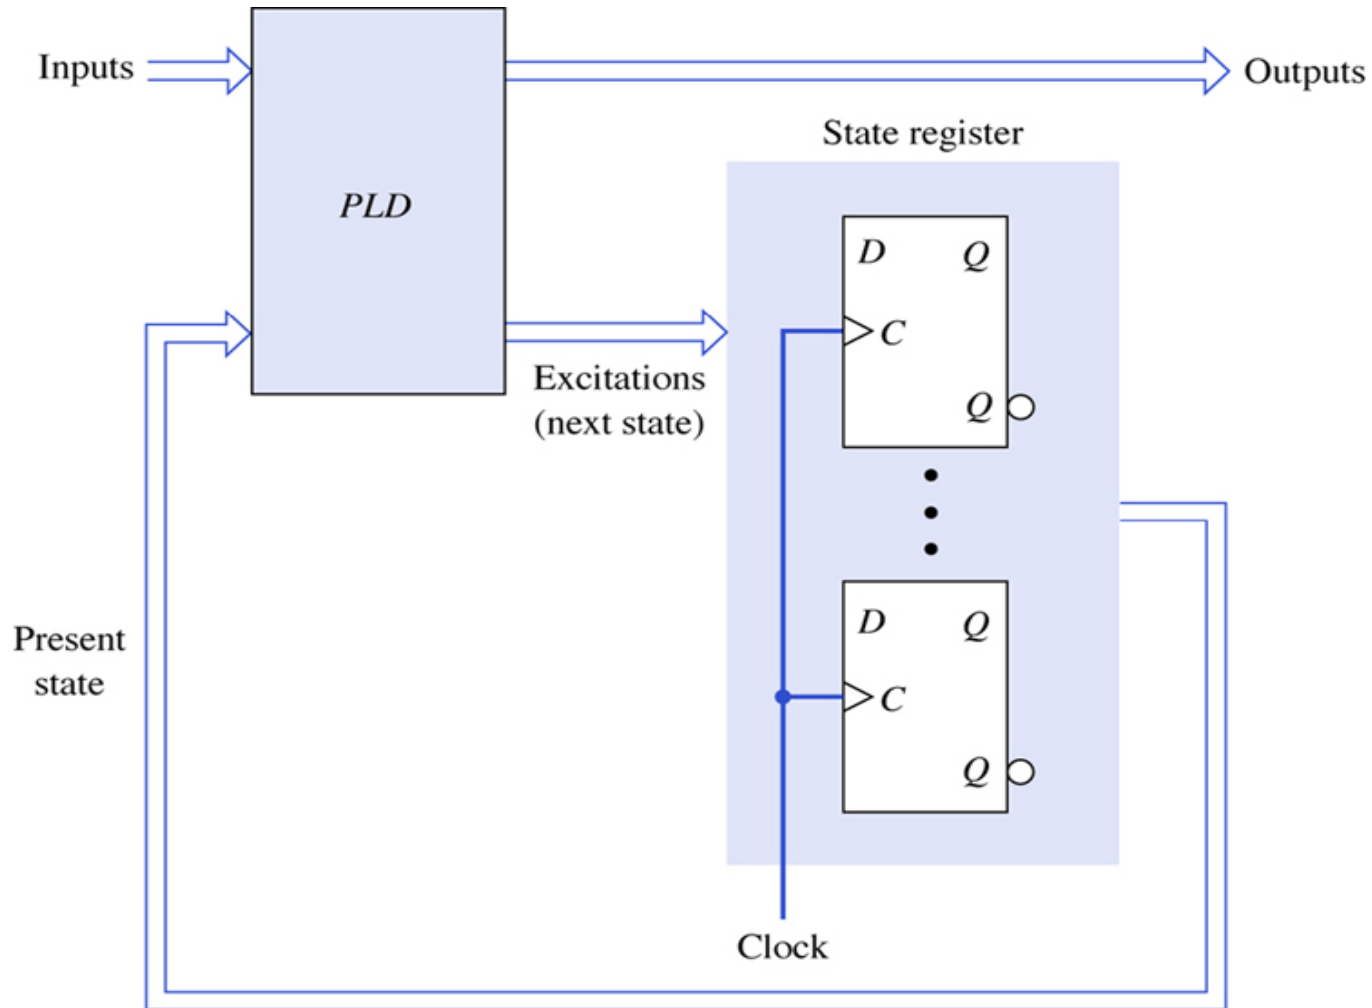 Inputs
Outputs
State register
PLD
D Q
C
Q
Excitations
(next state)
D Q
C
Q
Present
state
Clock